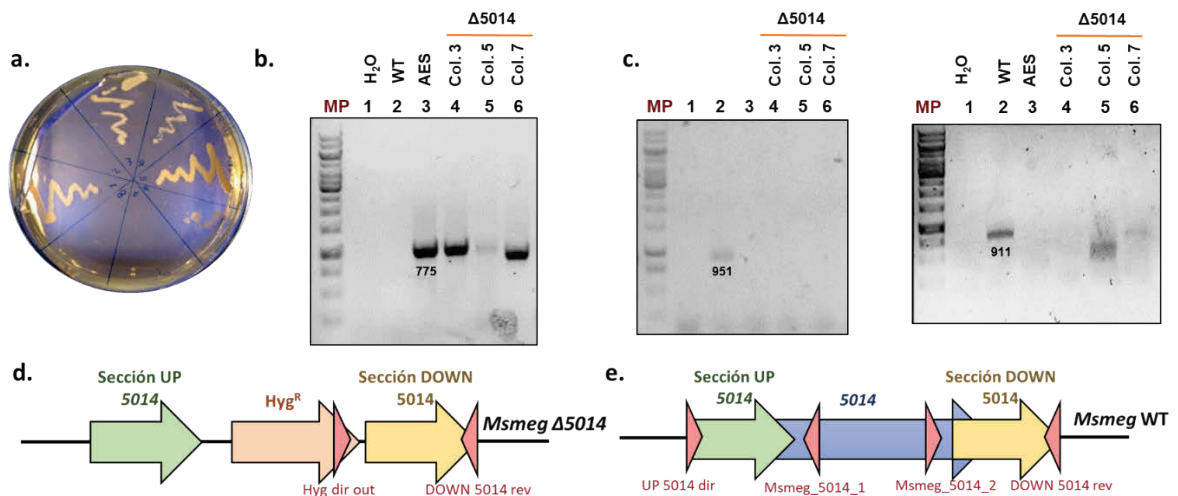 a.
b.
H₂O
WT
AES
Δ5014
Col. 3
Col. 5
Col. 7
MP 1 2 3 4 5 6
775
c.
Δ5014
Col. 3
Col. 5
Col. 7
MP 1 2 3 4 5 6
951
H₂O
WT
AES
Δ5014
Col. 3
Col. 5
Col. 7
MP 1 2 3 4 5 6
911
d.
Sección UP
5014
Hygᴿ
Sección DOWN
5014
Msmeg Δ5014
Hyg dir out
DOWN 5014 rev
e.
Sección UP
5014
5014
Sección DOWN
5014
Msmeg WT
UP 5014 dir
Msmeg_5014_1
Msmeg_5014_2
DOWN 5014 rev